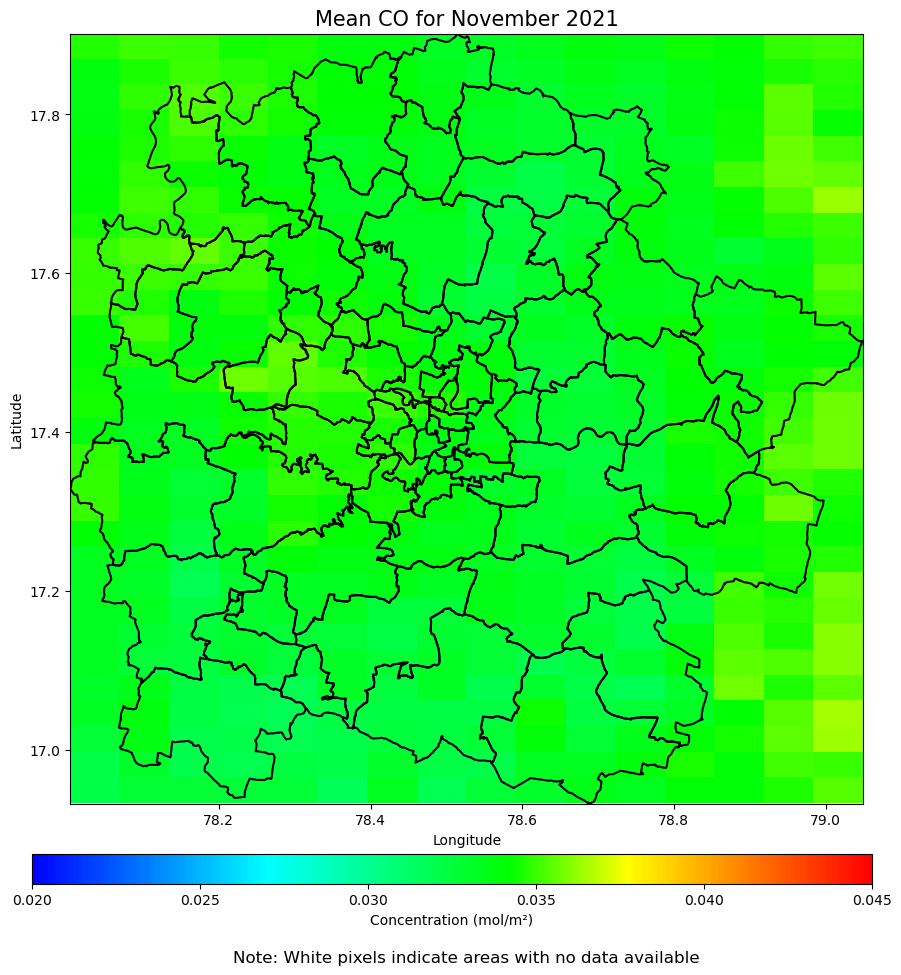 Mean CO for November 2021
Latitude
17.8
17.6
17.4
17.2
17.0
78.2 78.4 78.6 78.8 79.0
Longitude
0.020 0.025 0.030 0.035 0.040 0.045
Concentration (mol/m²)
Note: White pixels indicate areas with no data available